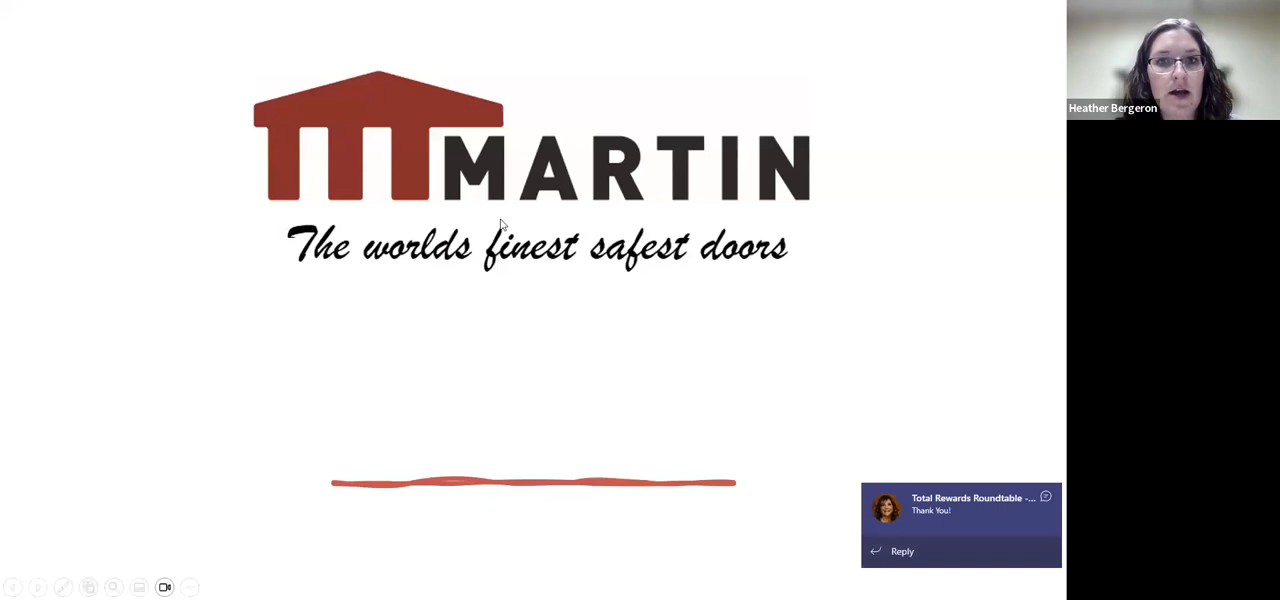 MARTIN
The worlds finest safest doors
Heather Bergeron
Total Rewards Roundtable -...
Thank You!
Reply